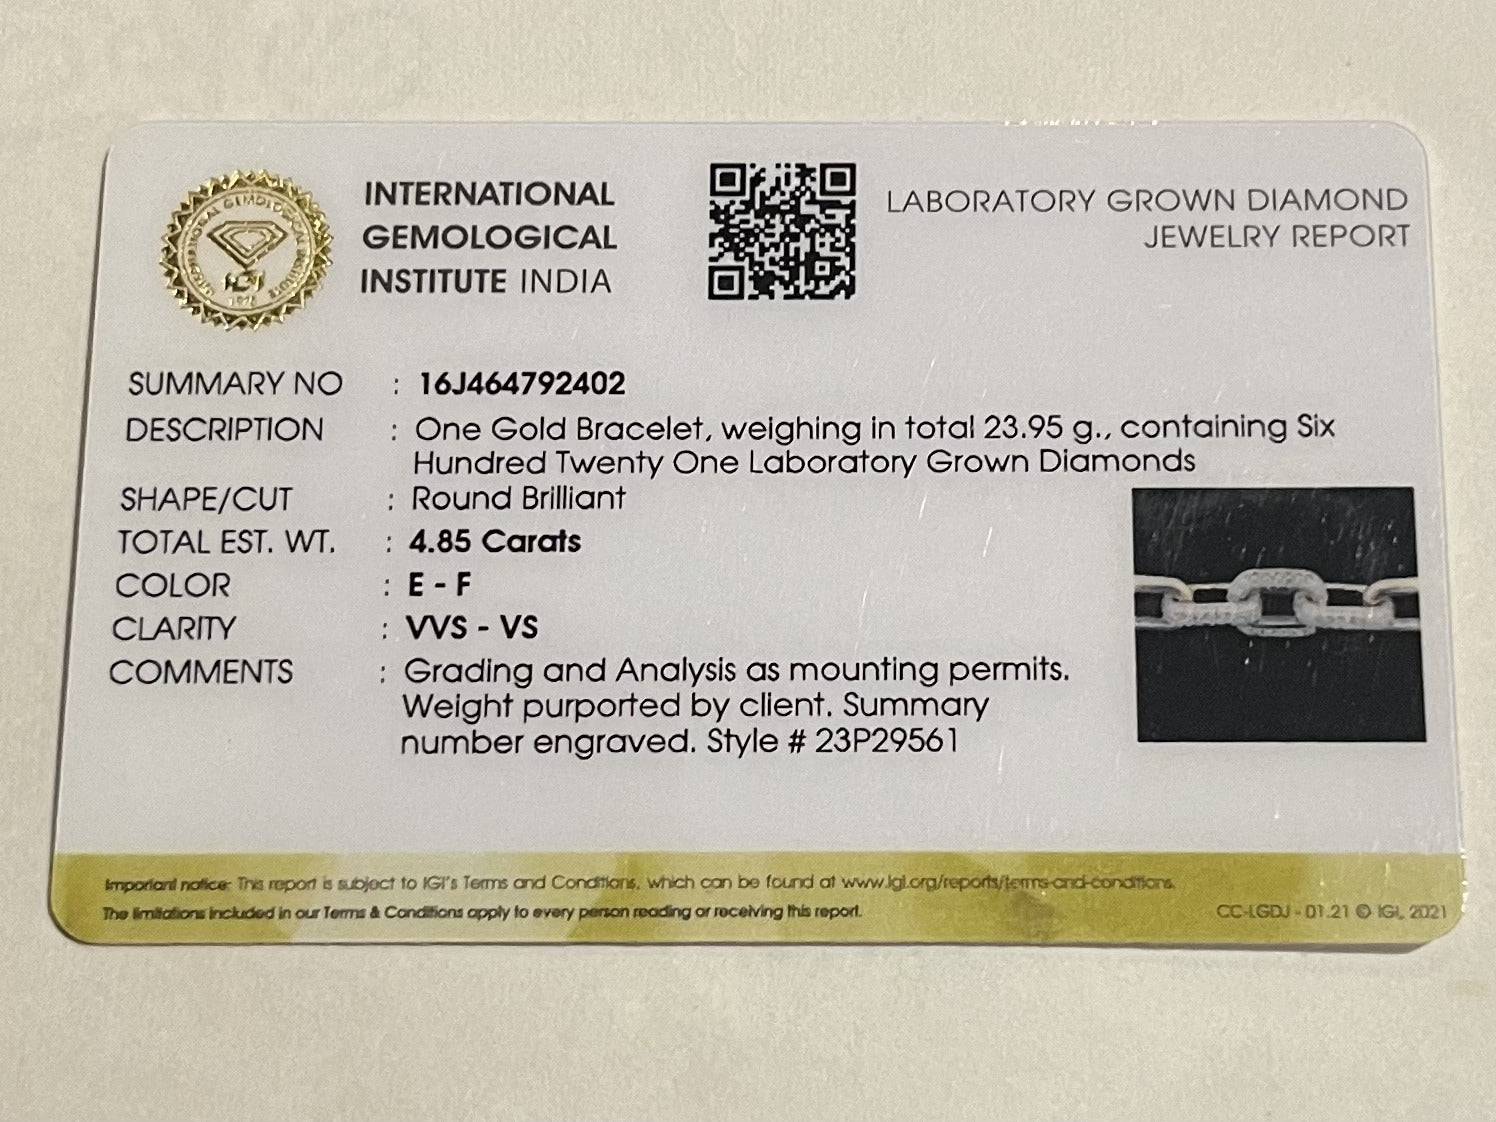 INTERNATIONAL
GEMOLOGICAL
INSTITUTE INDIA
IGI
LABORATORY GROWN DIAMOND
JEWELRY REPORT
SUMMARY NO : 16J464792402
DESCRIPTION : One Gold Bracelet, weighing in total 23.95 g., containing Six
Hundred Twenty One Laboratory Grown Diamonds
SHAPE/CUT : Round Brilliant
TOTAL EST. WT. : 4.85 Carats
COLOR : E - F
CLARITY : VVS - VS
COMMENTS : Grading and Analysis as mounting permits.
Weight purported by client. Summary
number engraved. Style # 23P29561
Important notice: This report is subject to IGI's Terms and Conditions, which can be found at www.igi.org/reports/terms-and-conditions.
The limitations included in our Terms & Conditions apply to every person reading or receiving this report.
CC-LGDJ - 01.21 © IGI, 2021